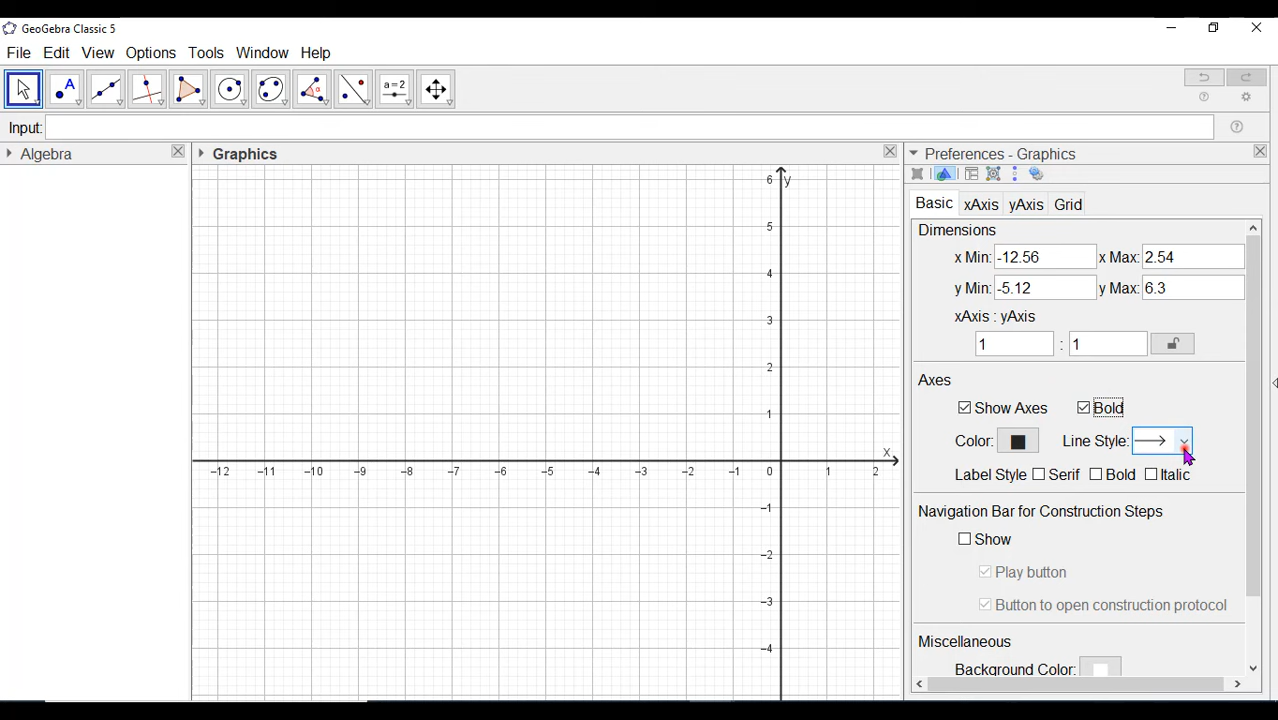 GeoGebra Classic 5
File Edit View Options Tools Window Help
A α a=2
Input:
Algebra Graphics Preferences - Graphics
Basic xAxis yAxis Grid
Dimensions
x Min: -12.56 x Max: 2.54
y Min: -5.12 y Max: 6.3
xAxis : yAxis
1 : 1
Axes
Show Axes Bold
Color: Line Style:
Label Style Serif Bold Italic
Navigation Bar for Construction Steps
Show
Play button
Button to open construction protocol
Miscellaneous
Background Color:
y
6
5
4
3
2
1
x
−12 −11 −10 −9 −8 −7 −6 −5 −4 −3 −2 −1 0 1 2
−1
−2
−3
−4